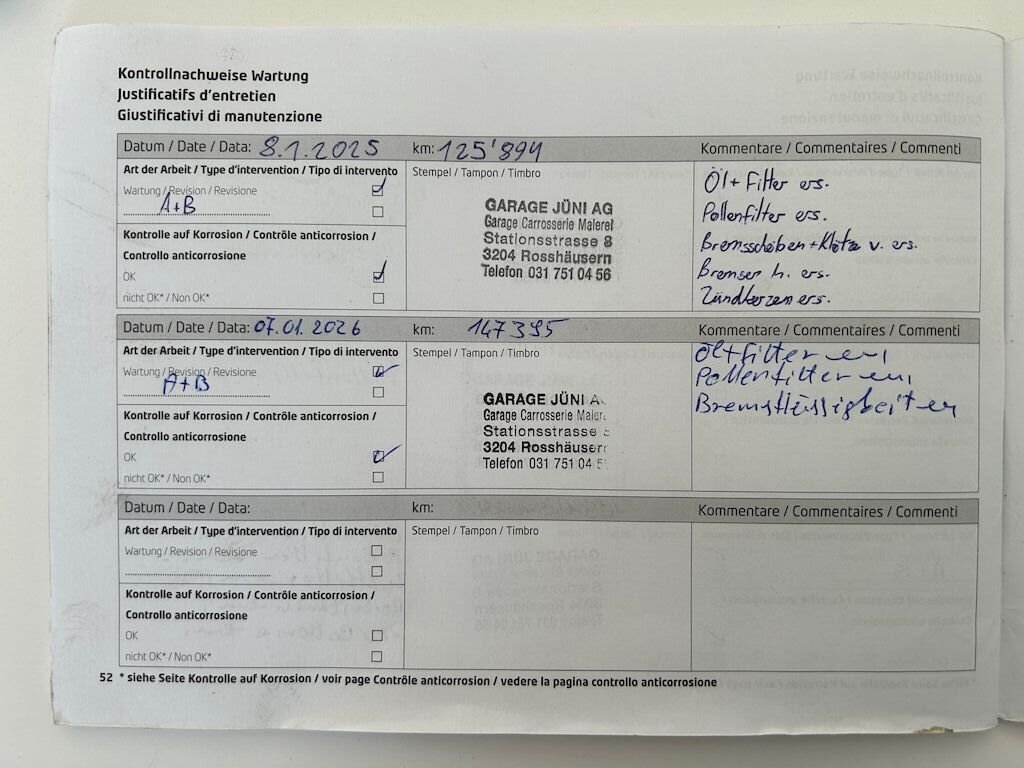 Kontrollnachweise Wartung
Justificatifs d'entretien
Giustificativi di manutenzione
Datum / Date / Data: 8.1.2025 km: 125'894 Kommentare / Commentaires / Commenti
Art der Arbeit / Type d'intervention / Tipo di intervento
Wartung / Revision / Revisione
A+B
Kontrolle auf Korrosion / Contrôle anticorrosion /
Controllo anticorrosione
OK
nicht OK* / Non OK*
Stempel / Tampon / Timbro
GARAGE JÜNI AG
Garage Carrosserie Malerei
Stationsstrasse 8
3204 Rosshäusern
Telefon 031 751 04 56
Öl + Filter ers.
Pollenfilter ers.
Bremsscheiben + Klötze v. ers.
Bremsen h. ers.
Zündkerzen ers.
Datum / Date / Data: 07.01.2026 km: 147395 Kommentare / Commentaires / Commenti
Art der Arbeit / Type d'intervention / Tipo di intervento
Wartung / Revision / Revisione
A+B
Kontrolle auf Korrosion / Contrôle anticorrosion /
Controllo anticorrosione
OK
nicht OK* / Non OK*
Stempel / Tampon / Timbro
GARAGE JÜNI A
Garage Carrosserie Maler
Stationsstrasse
3204 Rosshäuser
Telefon 031 751 04 5
Öl + Filter
Pollenfilter
Bremsflüssigkeit
Datum / Date / Data: km: Kommentare / Commentaires / Commenti
Art der Arbeit / Type d'intervention / Tipo di intervento
Wartung / Revision / Revisione
Kontrolle auf Korrosion / Contrôle anticorrosion /
Controllo anticorrosione
OK
nicht OK* / Non OK*
Stempel / Tampon / Timbro
52 * siehe Seite Kontrolle auf Korrosion / voir page Contrôle anticorrosion / vedere la pagina controllo anticorrosione